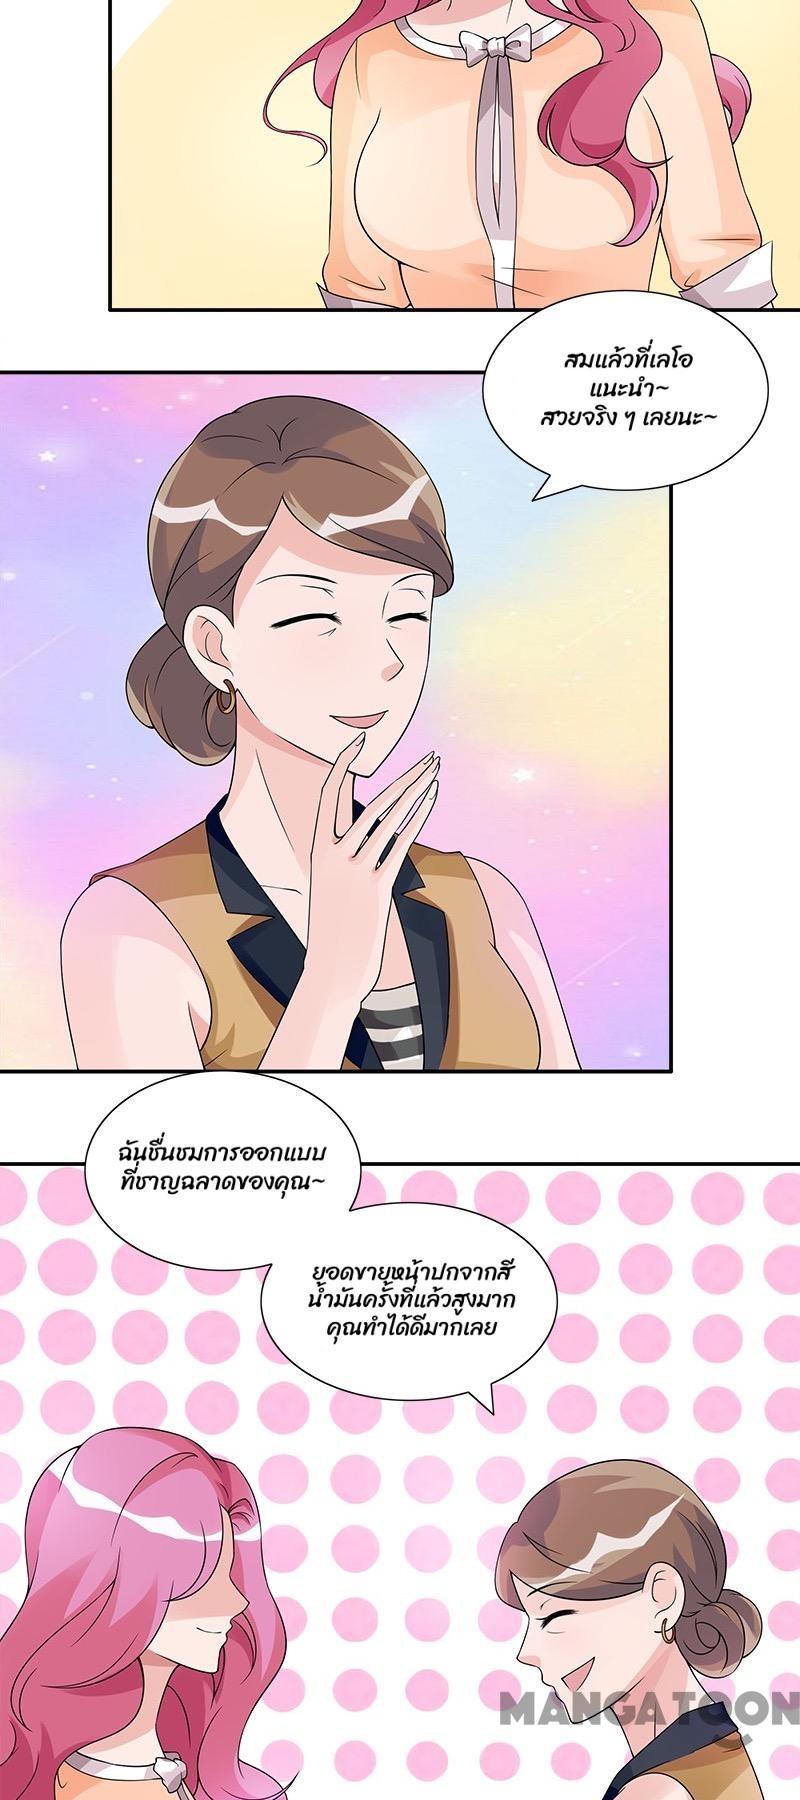 สมแล้วที่เลโอ
แนะนำ~
สวยจริง ๆ เลยนะ~
ฉันชื่นชมการออกแบบ
ที่ชาญฉลาดของคุณ~
ยอดขายหน้าปกจากสี
น้ำมันครั้งที่แล้วสูงมาก
คุณทำได้ดีมากเลย
MANGATOON